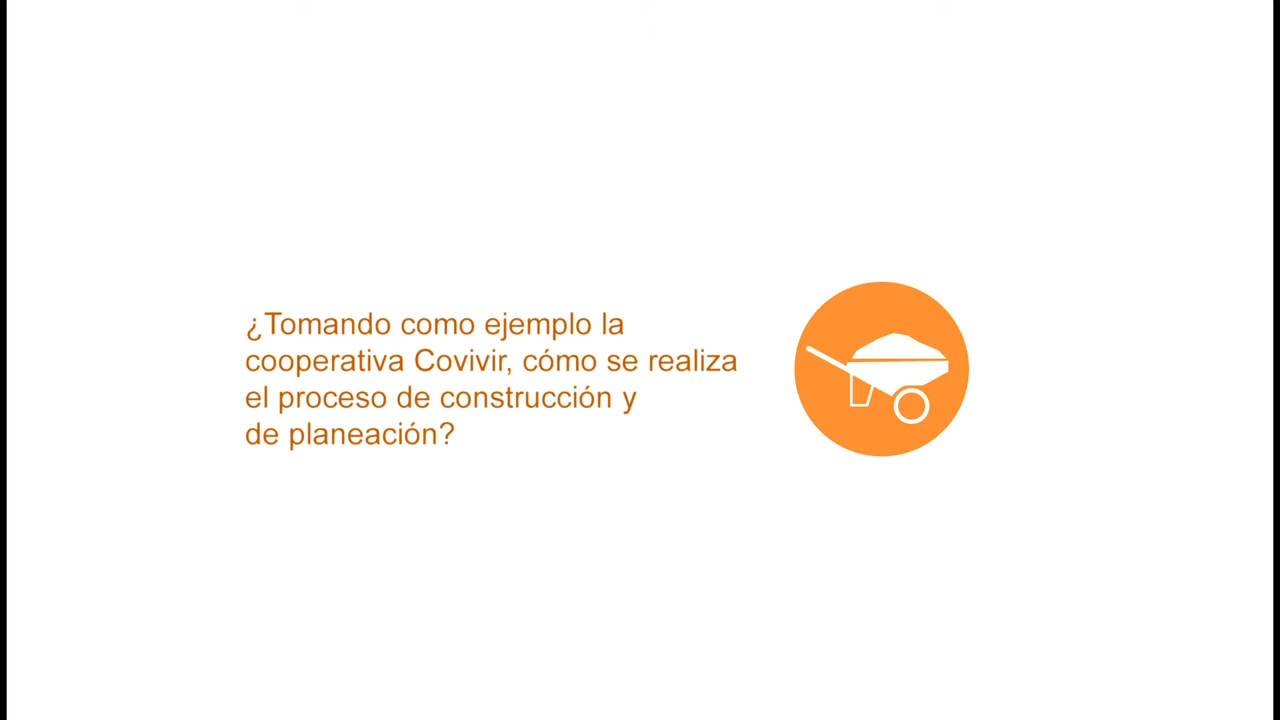 ¿Tomando como ejemplo la
cooperativa Covivir, cómo se realiza
el proceso de construcción y
de planeación?